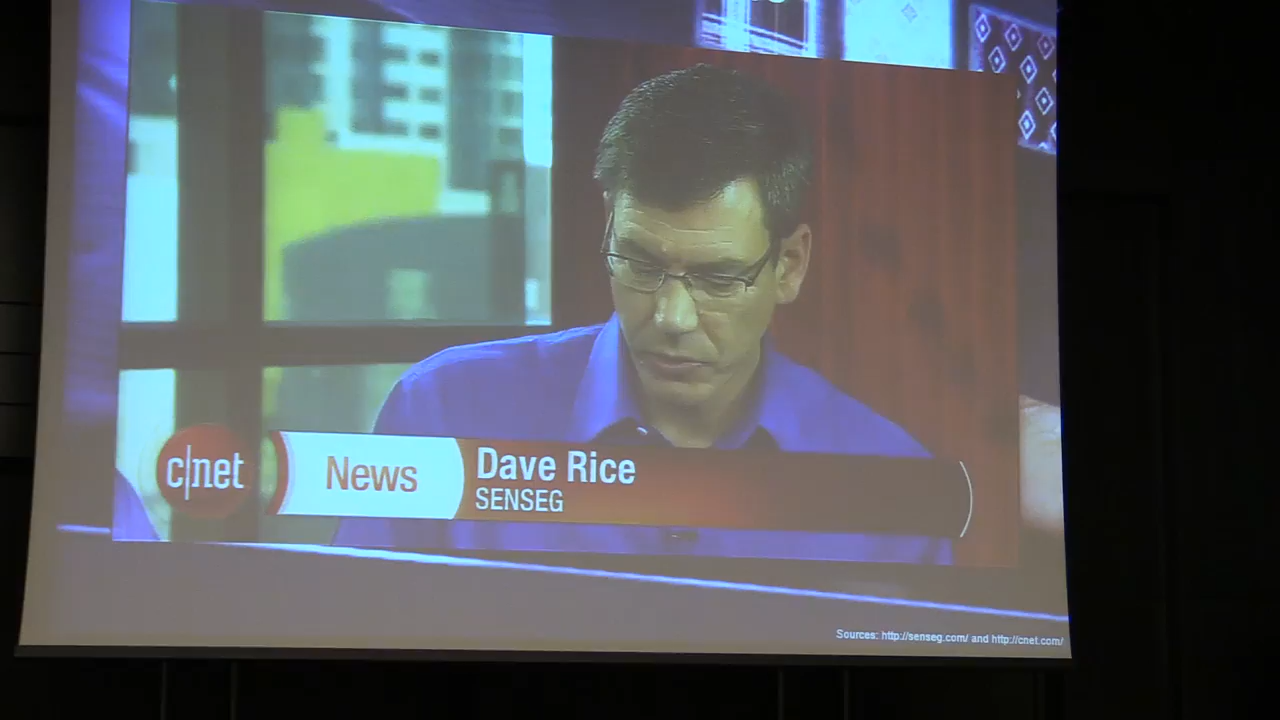 c|net
News
Dave Rice
SENSEG
Sources: http://senseg.com/ and http://cnet.com/